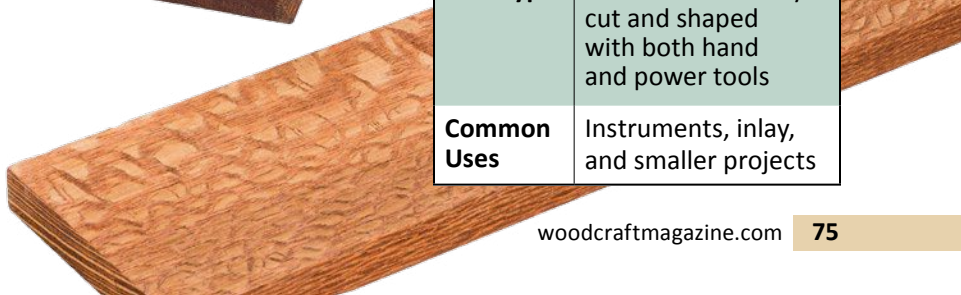 cut and shaped
with both hand
and power tools
Common
Uses
Instruments, inlay,
and smaller projects
woodcraftmagazine.com 75